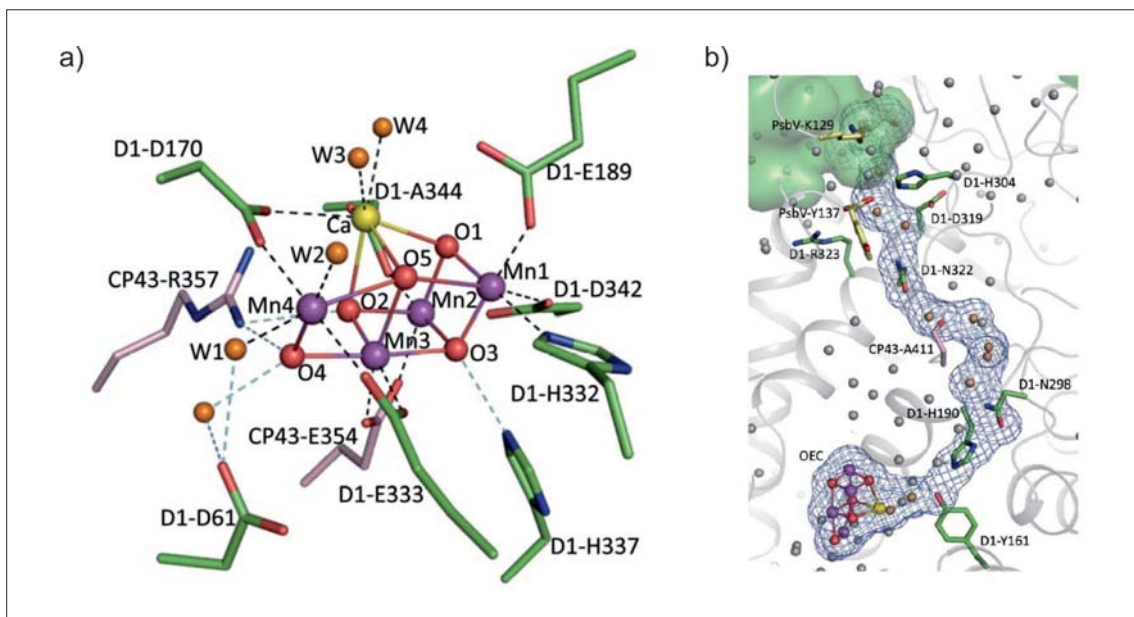 a)
b)
W4
W3
D1-D170
D1-E189
D1-A344
Ca
O1
W2
O5
Mn1
CP43-R357
Mn4
O2
Mn2
D1-D342
W1
Mn3
O3
O4
D1-H332
CP43-E354
D1-E333
D1-D61
D1-H337
PsbV-K129
D1-H304
PsbV-Y137
D1-D319
D1-R323
D1-N322
CP43-A411
D1-N298
D1-H190
OEC
D1-Y161